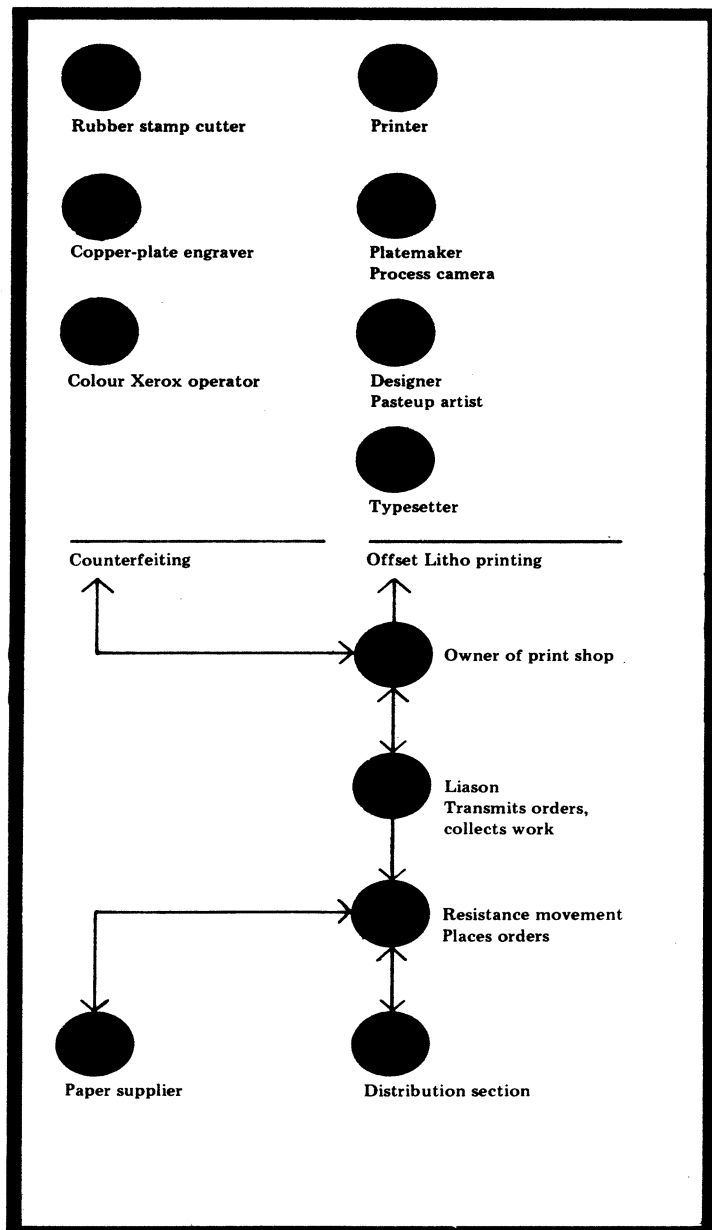 Rubber stamp cutter
Printer
Copper-plate engraver
Platemaker
Process camera
Colour Xerox operator
Designer
Pasteup artist
Typesetter
Counterfeiting
Offset Litho printing
Owner of print shop
Liason
Transmits orders,
collects work
Resistance movement
Places orders
Paper supplier
Distribution section